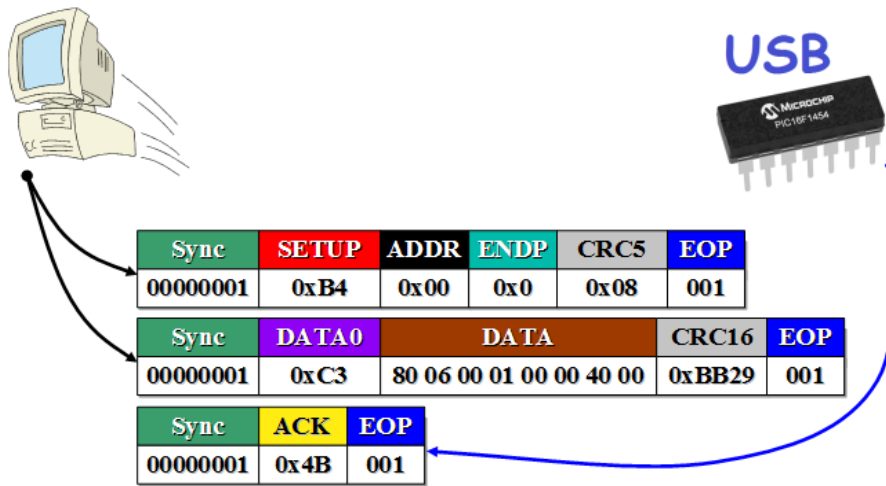 USB
MICROCHIP
PIC16F1454
Sync SETUP ADDR ENDP CRC5 EOP
00000001 0xB4 0x00 0x0 0x08 001
Sync DATA0 DATA CRC16 EOP
00000001 0xC3 80 06 00 01 00 00 40 00 0xBB29 001
Sync ACK EOP
00000001 0x4B 001